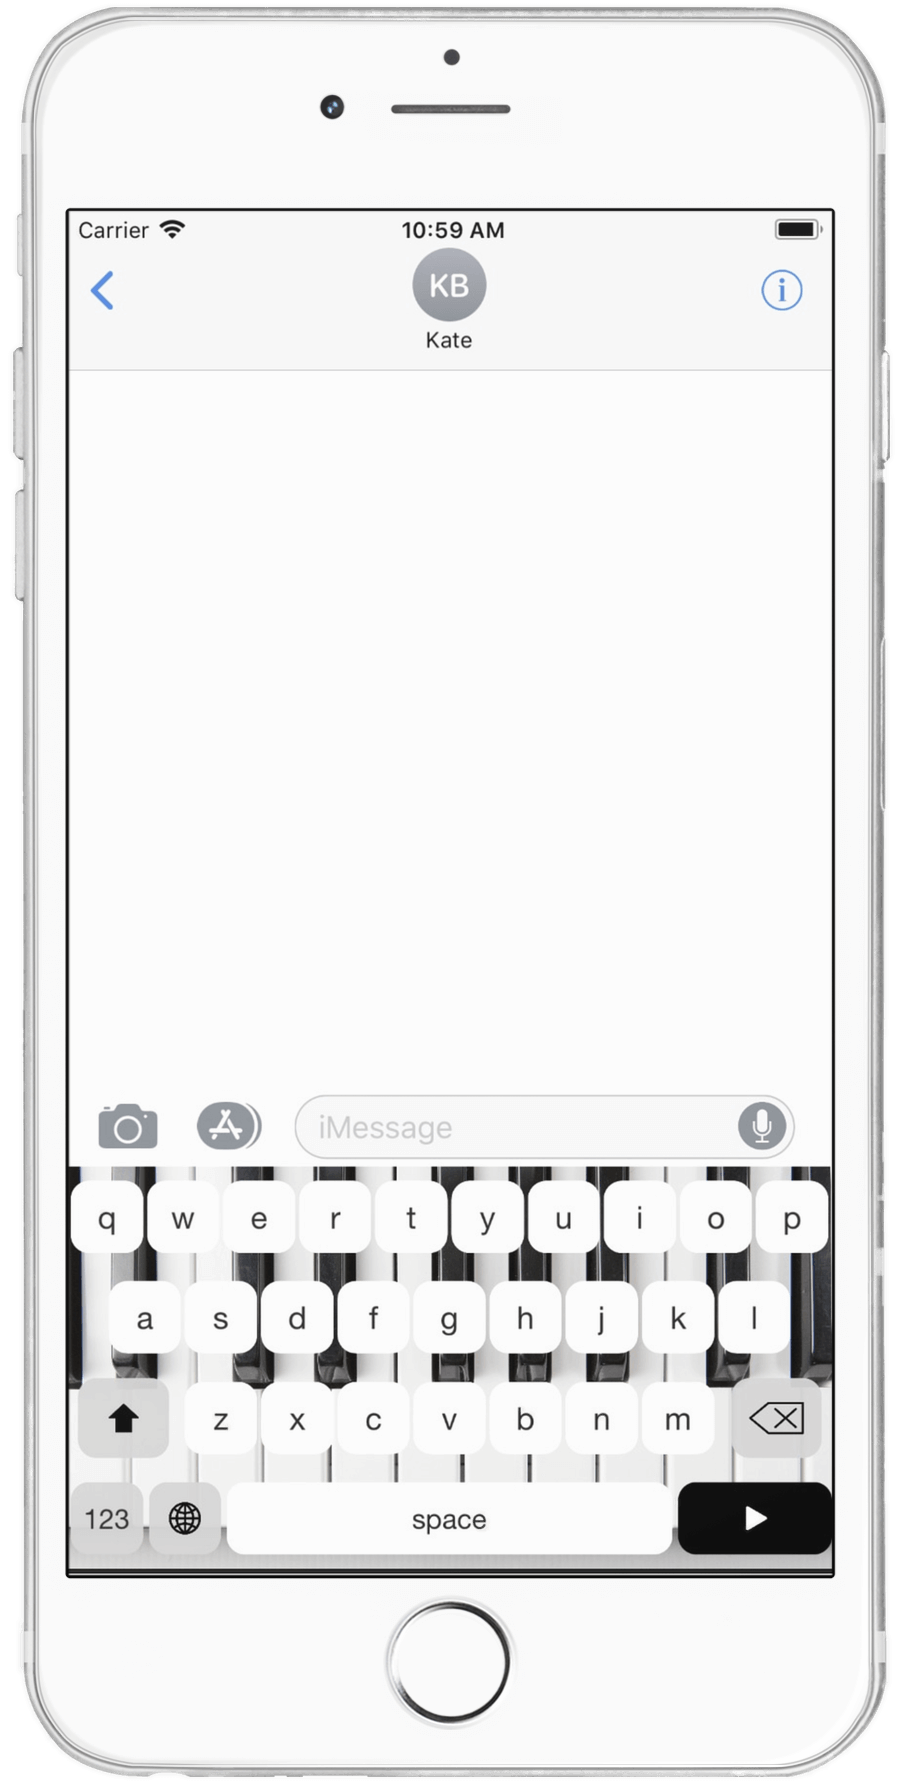 Carrier 10:59 AM
KB
Kate
iMessage
q w e r t y u i o p
a s d f g h j k l
z x c v b n m
123 space